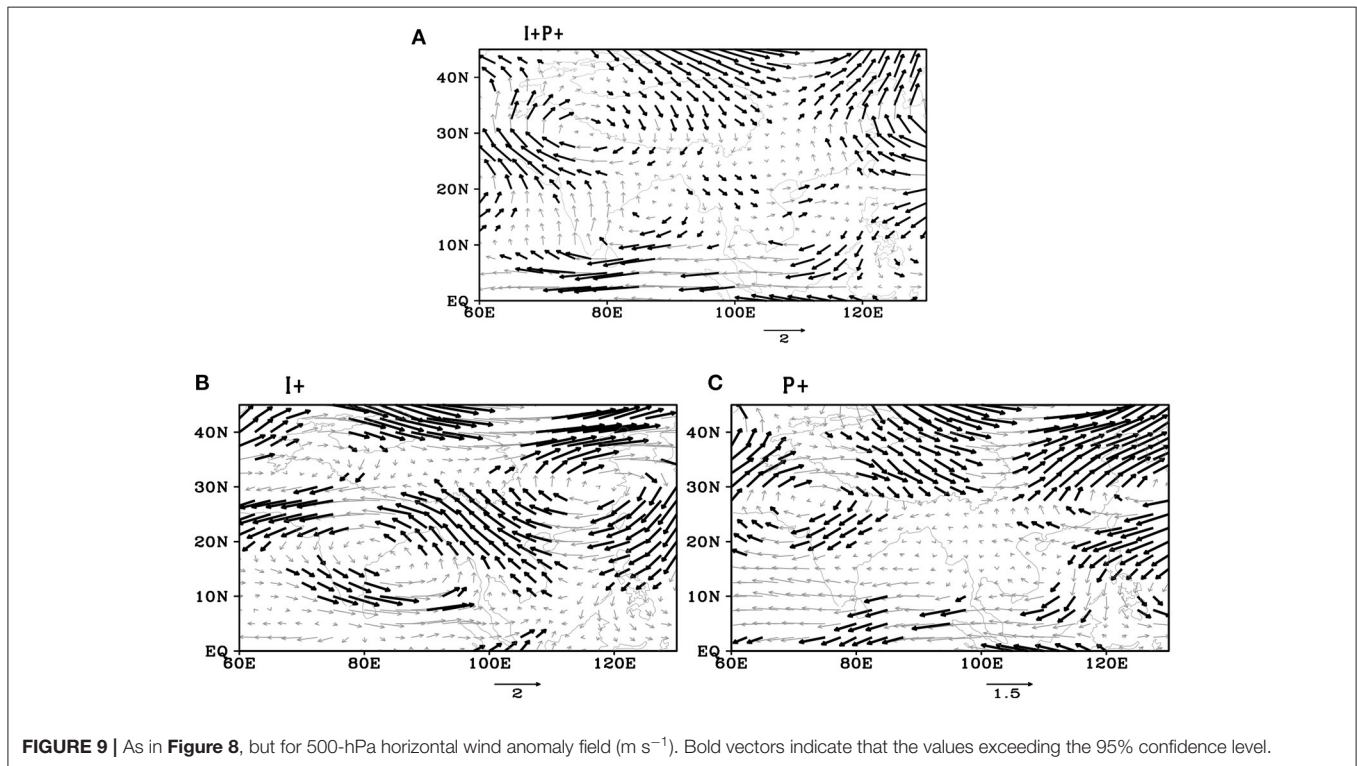 A I+P+
40N
30N
20N
10N
EQ
60E 80E 100E 120E
2
B I+
40N
30N
20N
10N
EQ
60E 80E 100E 120E
2
C P+
40N
30N
20N
10N
EQ
60E 80E 100E 120E
1.5
FIGURE 9 | As in Figure 8, but for 500-hPa horizontal wind anomaly field (m s⁻¹). Bold vectors indicate that the values exceeding the 95% confidence level.